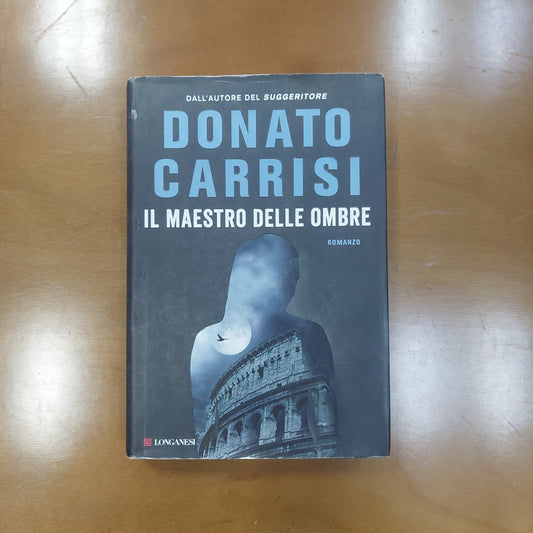 DALL'AUTORE DEL SUGGERITORE
DONATO
CARRISI
IL MAESTRO DELLE OMBRE
ROMANZO
LONGANESI